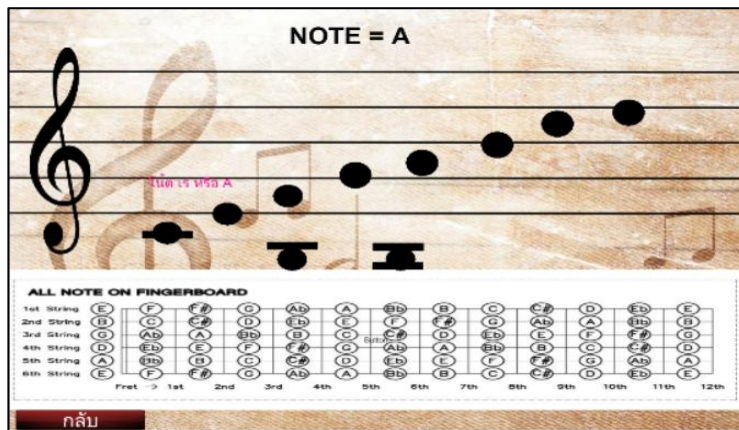 NOTE = A
โน้ต เร หรือ A
ALL NOTE ON FINGERBOARD
1st String E F F# G Ab A Bb B C C# D Eb E
2nd String B C C# D Eb E F F# G Ab A Bb B
3rd String G Ab A Bb B C C# D Eb E F F# G
Button
4th String D Eb E F F# G Ab A Bb B C C# D
5th String A Bb B C C# D Eb E F F# G Ab A
6th String E F F# G Ab A Bb B C C# D Eb E
Fret -> 1st 2nd 3rd 4th 5th 6th 7th 8th 9th 10th 11th 12th
กลับ